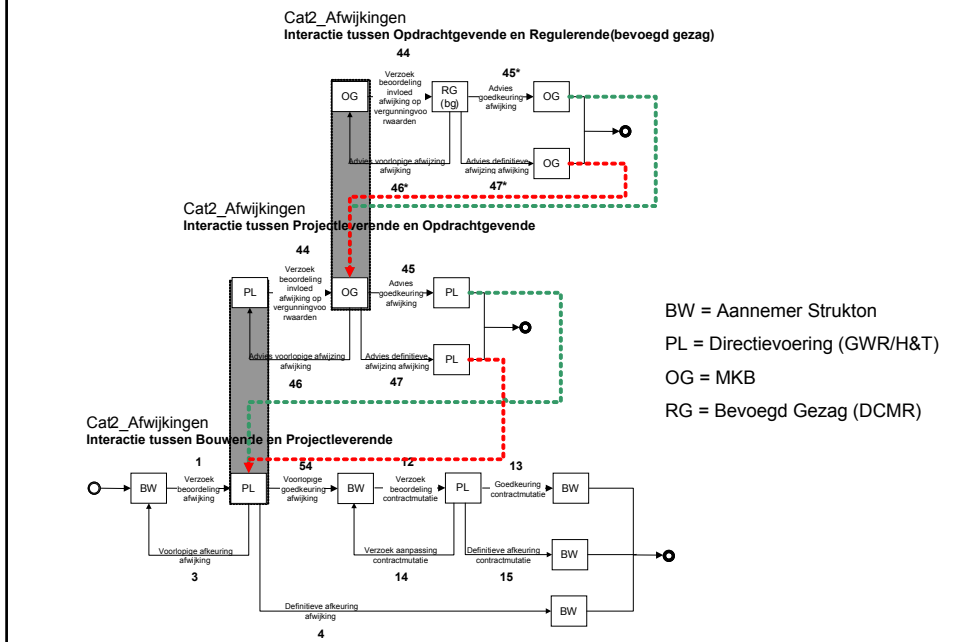 Cat2_Afwijkingen
Interactie tussen Opdrachtgevende en Regulerende(bevoegd gezag)
44
Verzoek
beoordeling
invloed
afwijking op
vergunningvoo
rwaarden
45*
Advies
goedkeuring
afwijking
OG
RG
(bg)
OG
Advies voorlopige afwijzing
afwijking
Advies definitieve
afwijzing afwijking
OG
46*
47*
Cat2_Afwijkingen
Interactie tussen Projectleverende en Opdrachtgevende
44
Verzoek
beoordeling
invloed
afwijking op
vergunningvoo
rwaarden
45
Advies
goedkeuring
afwijking
PL
OG
PL
Advies voorlopige afwijzing
afwijking
Advies definitieve
afwijzing afwijking
PL
46
47
BW = Aannemer Strukton
PL = Directievoering (GWR/H&T)
OG = MKB
RG = Bevoegd Gezag (DCMR)
Cat2_Afwijkingen
Interactie tussen Bouwende en Projectleverende
1
54
12
13
BW
Verzoek
beoordeling
afwijking
PL
Voorlopige
goedkeuring
afwijking
BW
Verzoek
beoordeling
contractmutatie
PL
Goedkeuring
contractmutatie
BW
Voorlopige afkeuring
afwijking
3
Verzoek aanpassing
contractmutatie
14
Definitieve afkeuring
contractmutatie
15
BW
Definitieve afkeuring
afwijking
4
BW